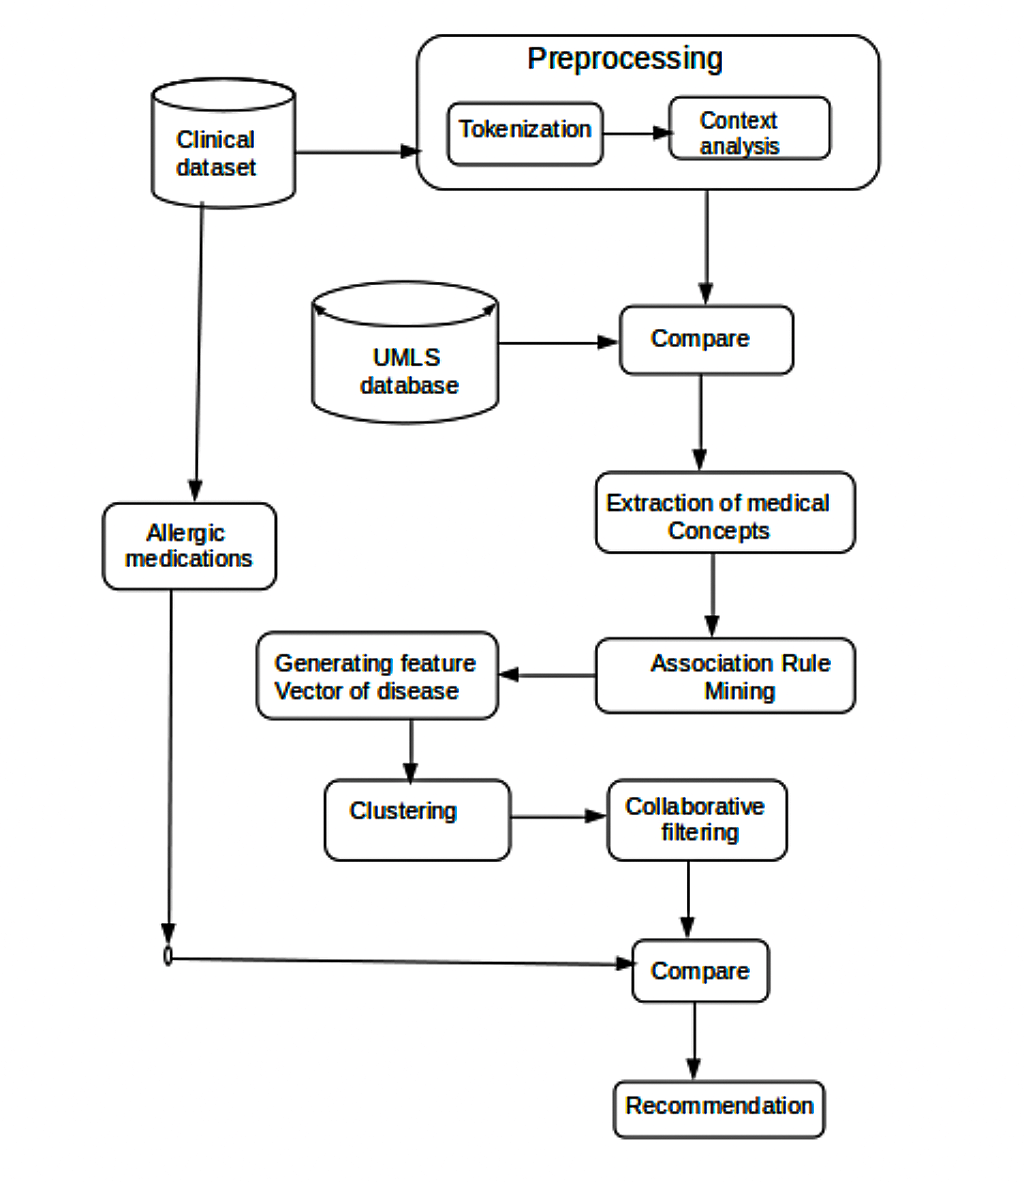 Preprocessing
Tokenization
Context
analysis
Clinical
dataset
UMLS
database
Compare
Extraction of medical
Concepts
Allergic
medications
Generating feature
Vector of disease
Association Rule
Mining
Clustering
Collaborative
filtering
Compare
Recommendation